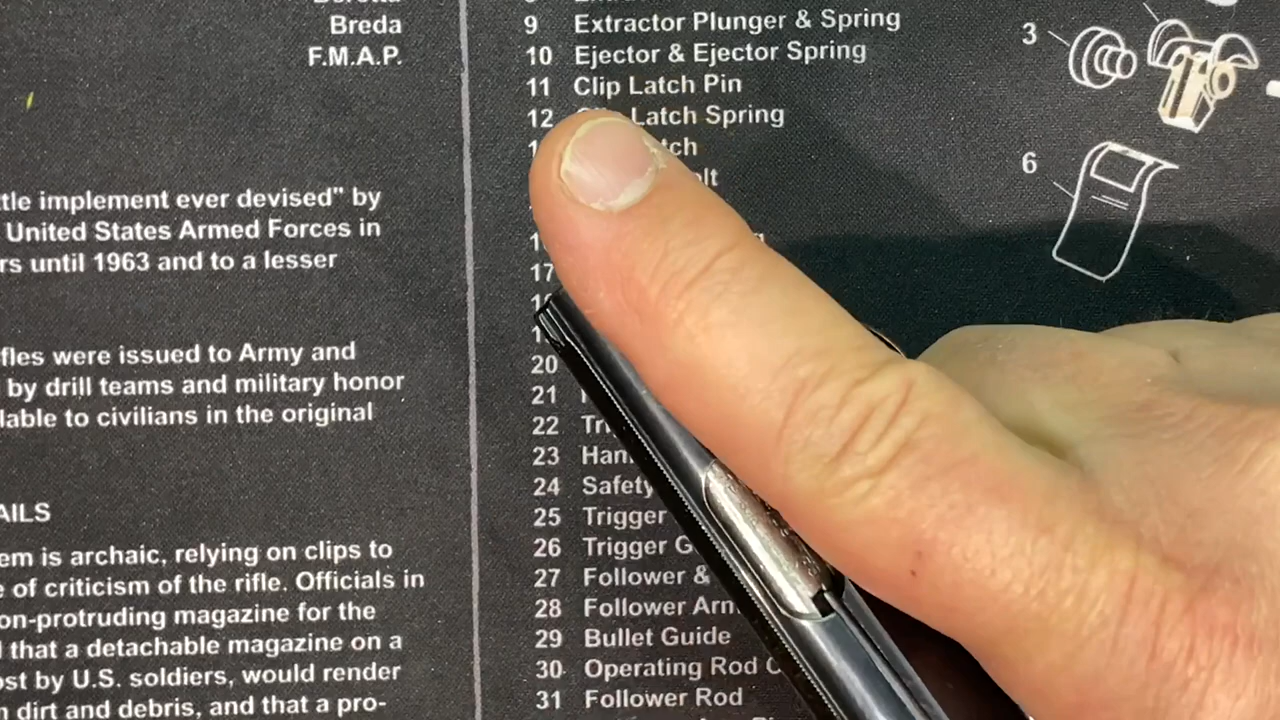 Breda
F.M.A.P.
tle implement ever devised" by
United States Armed Forces in
rs until 1963 and to a lesser
fles were issued to Army and
by drill teams and military honor
lable to civilians in the original
AILS
em is archaic, relying on clips to
e of criticism of the rifle. Officials in
on-protruding magazine for the
that a detachable magazine on a
ost by U.S. soldiers, would render
dirt and debris, and that a pro-
9 Extractor Plunger & Spring
10 Ejector & Ejector Spring
11 Clip Latch Pin
12 Latch Spring
17
20
21
22
23
24 Safety
25 Trigger
26 Trigger G
27 Follower &
28 Follower Arm
29 Bullet Guide
30 Operating Rod
31 Follower Rod
3
6